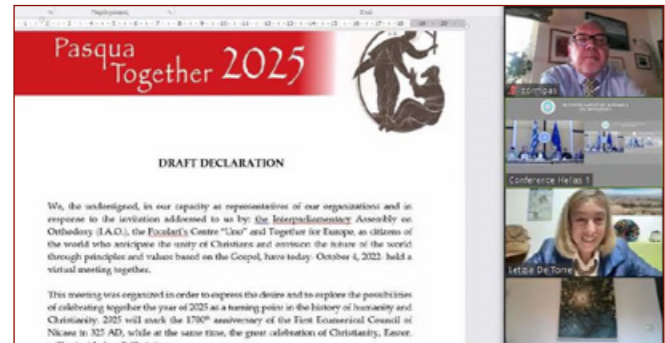 Pasqua
Together 2025
DRAFT DECLARATION
We, the undersigned, in our capacity as representatives of our organizations and in
response to the invitation addressed to us by: the Interparliamentary Assembly on
Orthodoxy (I.A.O.), the Focolari's Centre "Uno" and Together for Europe, as citizens of
the world who anticipate the unity of Christians and envision the future of the world
through principles and values based on the Gospel, have today- October 4, 2022- held a
virtual meeting together.
This meeting was organized in order to express the desire and to explore the possibilities
of celebrating together the year of 2025 as a turning point in the history of humanity and
Christianity. 2025 will mark the 1700th anniversary of the First Ecumenical Council of
Nicaea in 325 AD, while at the same time, the great celebration of Christianity, Easter,
Conference Hellas 1
Letizia De Torre